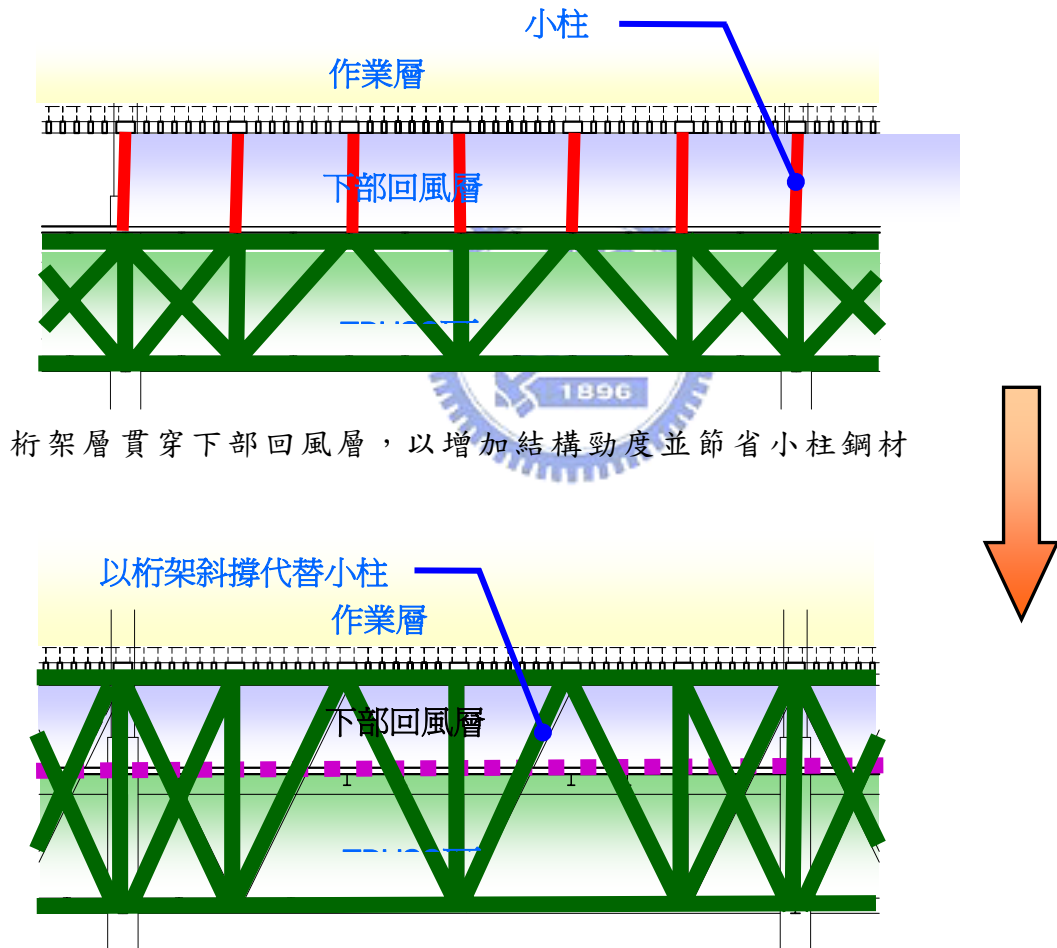 小柱
作業層
下部回風層
1896
桁架層貫穿下部回風層，以增加結構勁度並節省小柱鋼材
以桁架斜撐代替小柱
作業層
下部回風層